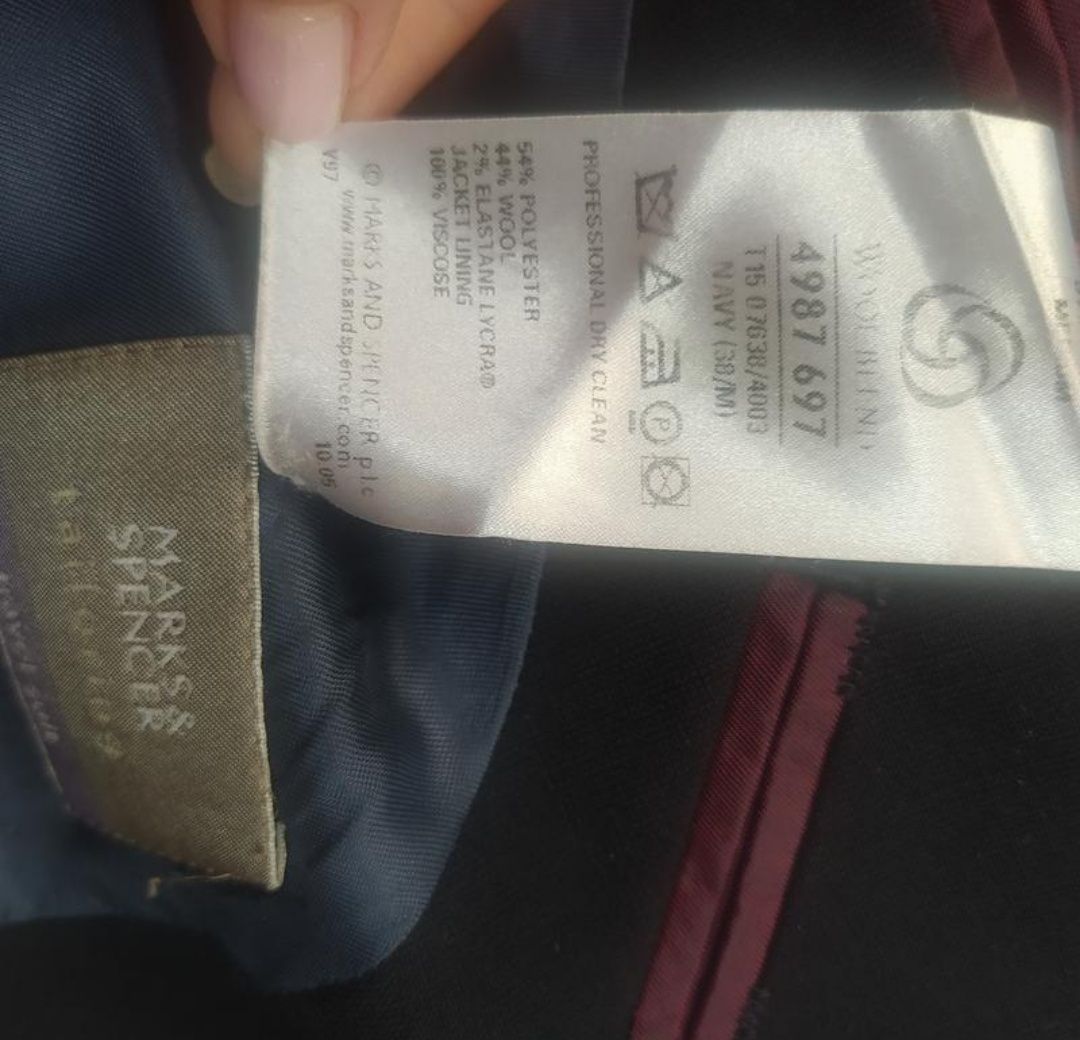 WOOL BLEND
4987 697
T15 07638/4003
NAVY (38/M)
PROFESSIONAL DRY CLEAN
54% POLYESTER
44% WOOL
2% ELASTANE LYCRA®
JACKET LINING
100% VISCOSE
© MARKS AND SPENCER plc
www.marksandspencer.com
V97 10 05
MARKS &
SPENCER
tailoring